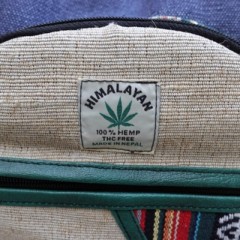 HIMALAYAN
100% HEMP
THC FREE
MADE IN NEPAL